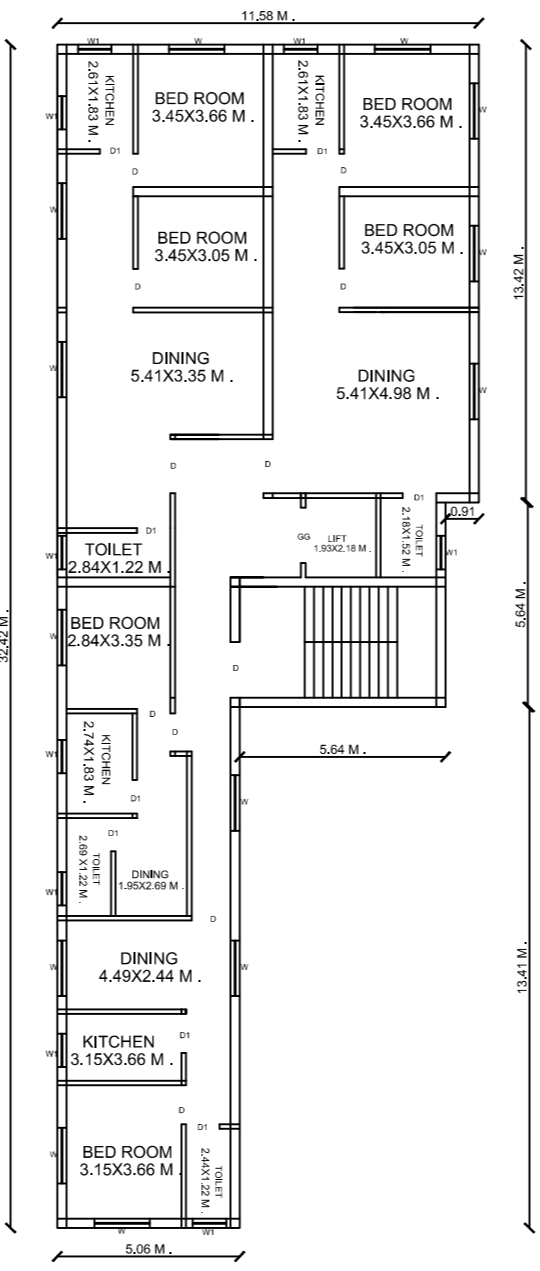 11.58 M .
W1
W
W1
W
KITCHEN
2.61X1.83 M .
BED ROOM
3.45X3.66 M .
KITCHEN
2.61X1.83 M .
BED ROOM
3.45X3.66 M .
W1
W
D1
D1
D
D
W
BED ROOM
3.45X3.05 M .
BED ROOM
3.45X3.05 M .
W
13.42 M .
D
D
DINING
5.41X3.35 M .
DINING
5.41X4.98 M .
W
W
D
D
D1
0.91
D1
GG
LIFT
1.93X2.18 M .
TOILET
2.18X1.52 M .
W1
W1
TOILET
2.84X1.22 M .
32.42 M .
5.64 M .
BED ROOM
2.84X3.35 M .
W
D
D
D
5.64 M .
W1
KITCHEN
2.74X1.83 M .
D1
W
D1
TOILET
2.69 X1.22 M .
DINING
1.95X2.69 M .
W1
D
DINING
4.49X2.44 M .
W
W
13.41 M .
D1
KITCHEN
3.15X3.66 M .
W1
D
D1
BED ROOM
3.15X3.66 M .
W
TOILET
2.44X1.22 M .
W
W1
5.06 M .